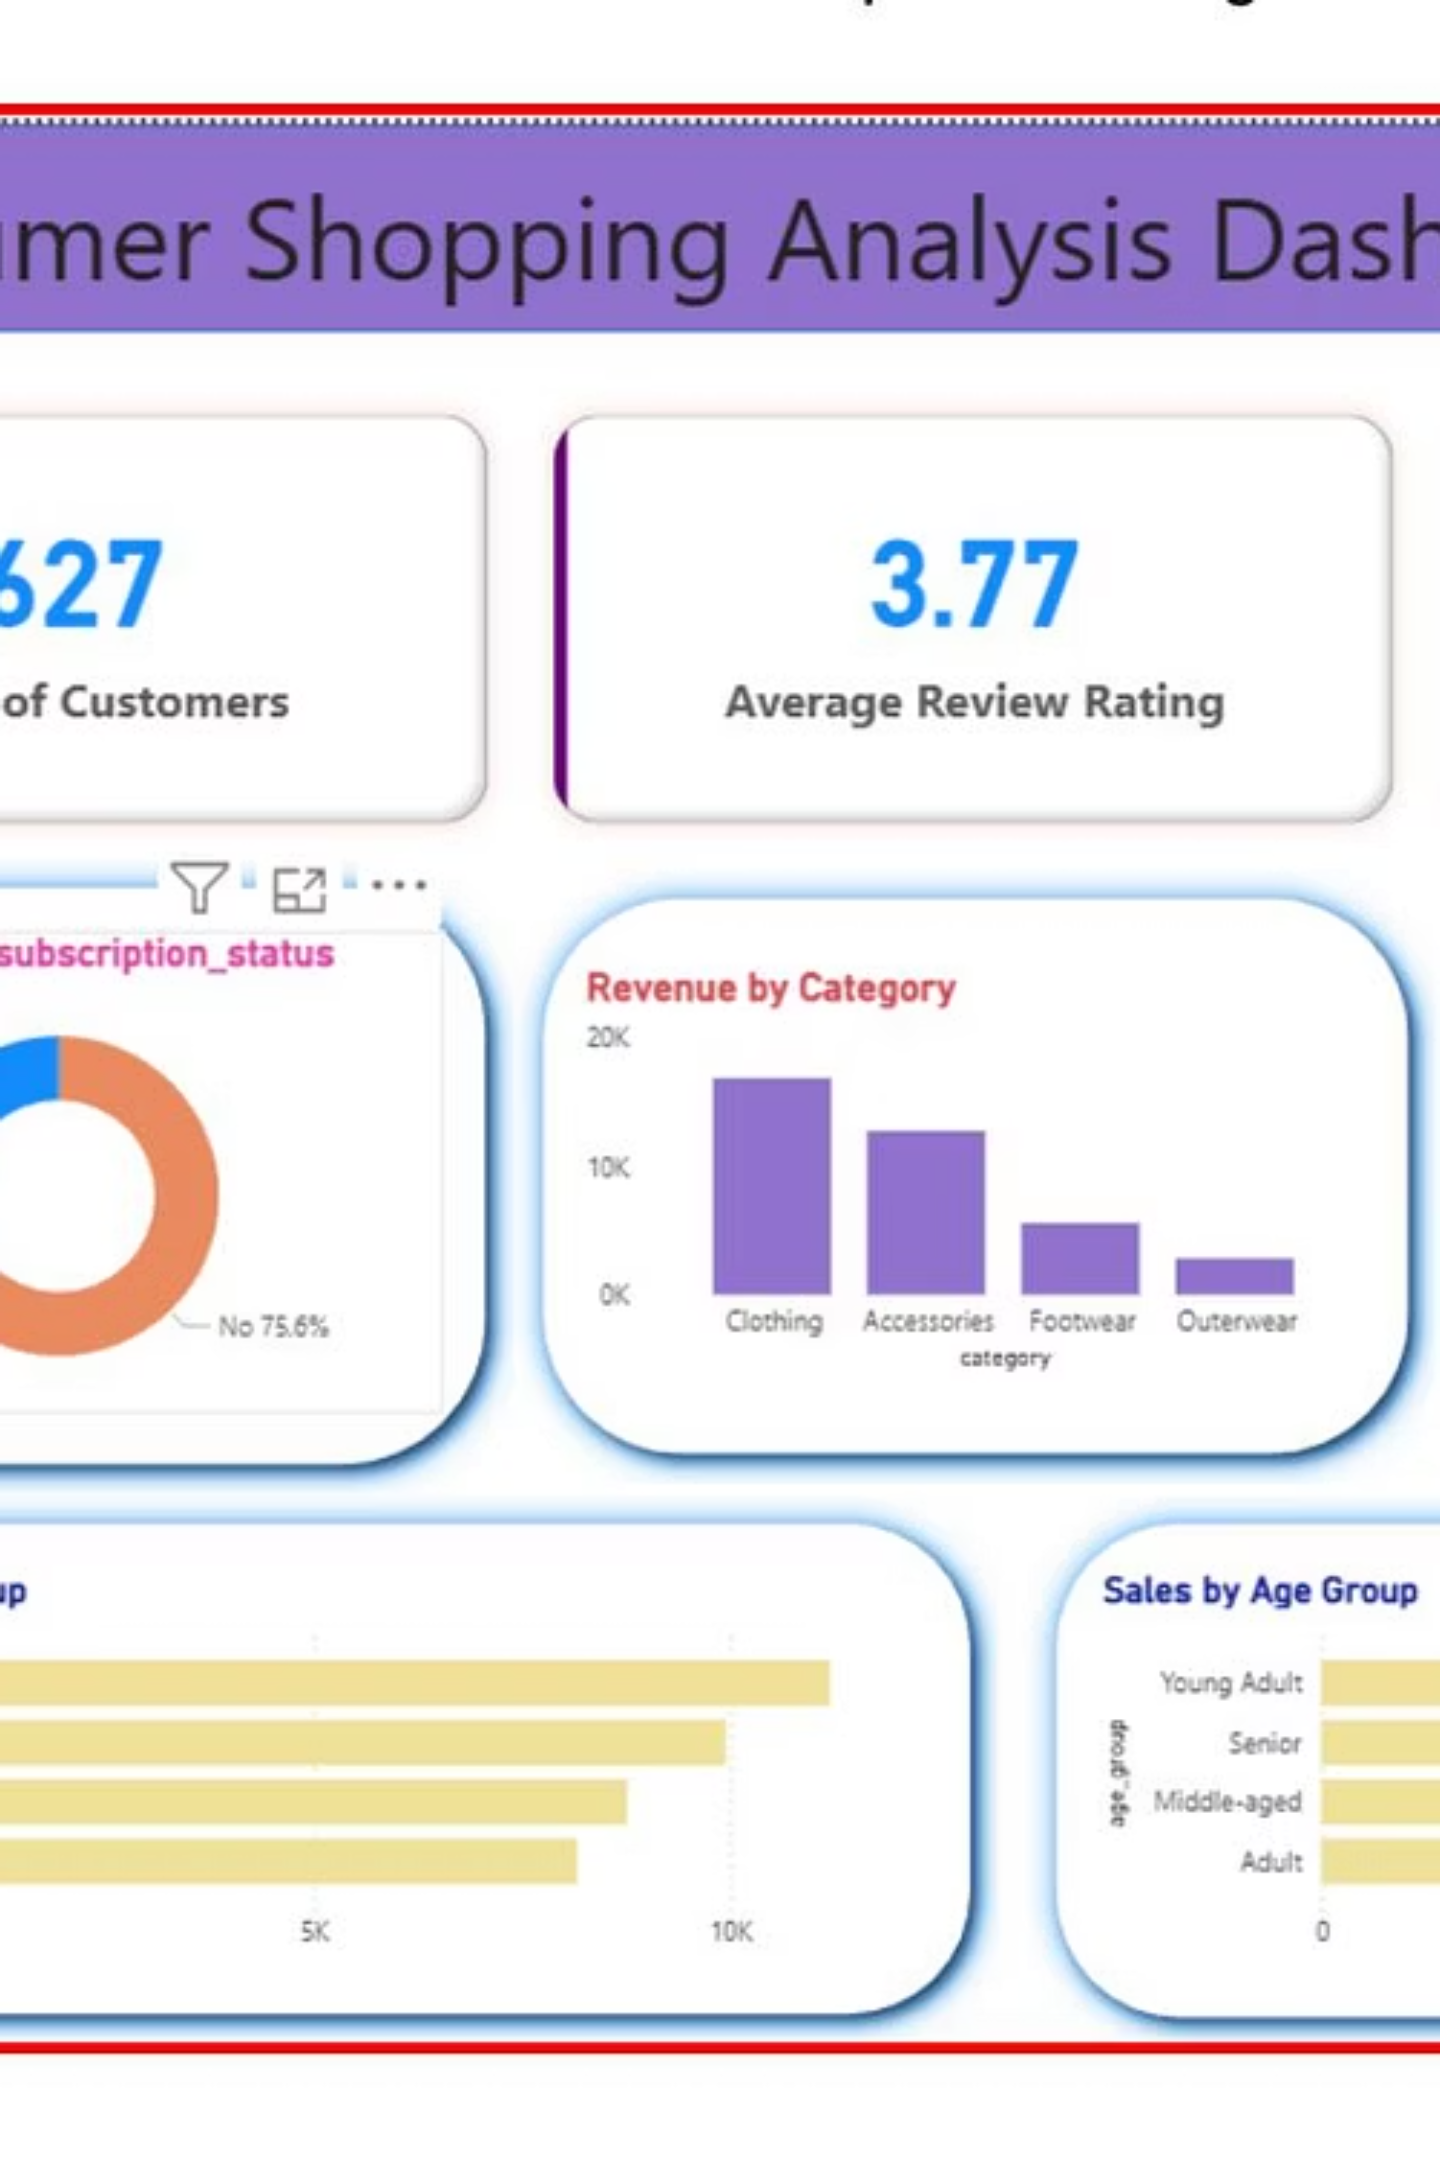 umer Shopping Analysis Dash
627
of Customers
3.77
Average Review Rating
subscription_status
No 75.6%
Revenue by Category
20K
10K
0K
Clothing Accessories Footwear Outerwear
category
up
5K 10K
Sales by Age Group
age_group
Young Adult
Senior
Middle-aged
Adult
0